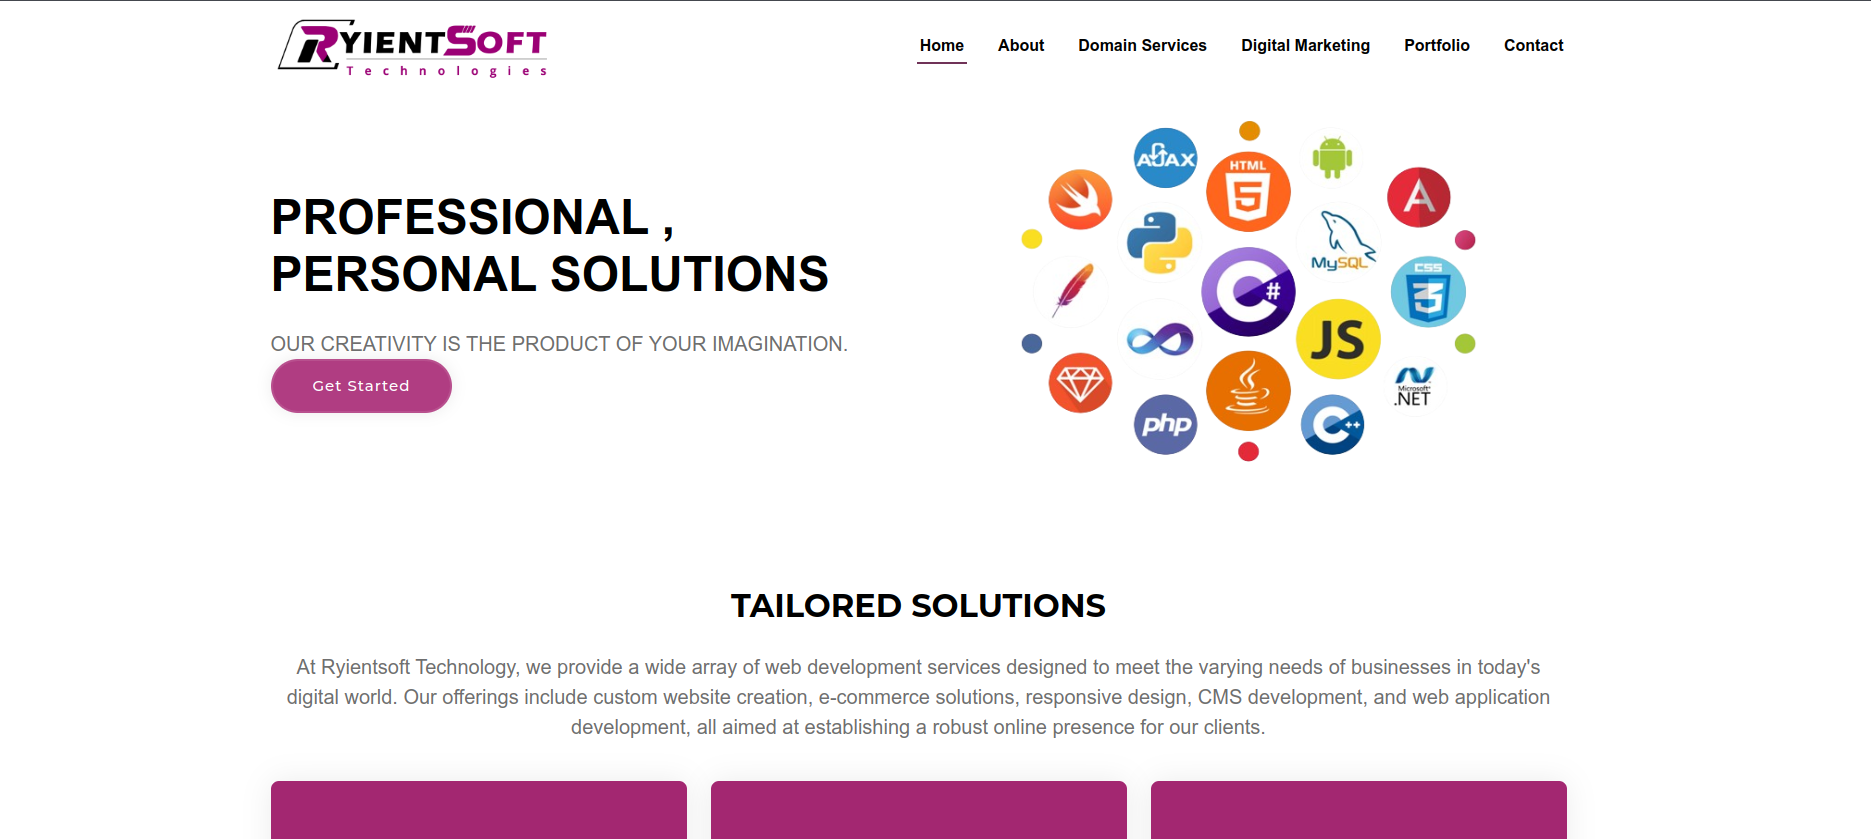 RYIENTSOFT
Technologies
Home About Domain Services Digital Marketing Portfolio Contact
PROFESSIONAL ,
PERSONAL SOLUTIONS
OUR CREATIVITY IS THE PRODUCT OF YOUR IMAGINATION.
Get Started
AJAX
HTML
5
A
MySQL
CSS
3
C#
JS
Microsoft
.NET
php
C++
TAILORED SOLUTIONS
At Ryientsoft Technology, we provide a wide array of web development services designed to meet the varying needs of businesses in today's
digital world. Our offerings include custom website creation, e-commerce solutions, responsive design, CMS development, and web application
development, all aimed at establishing a robust online presence for our clients.